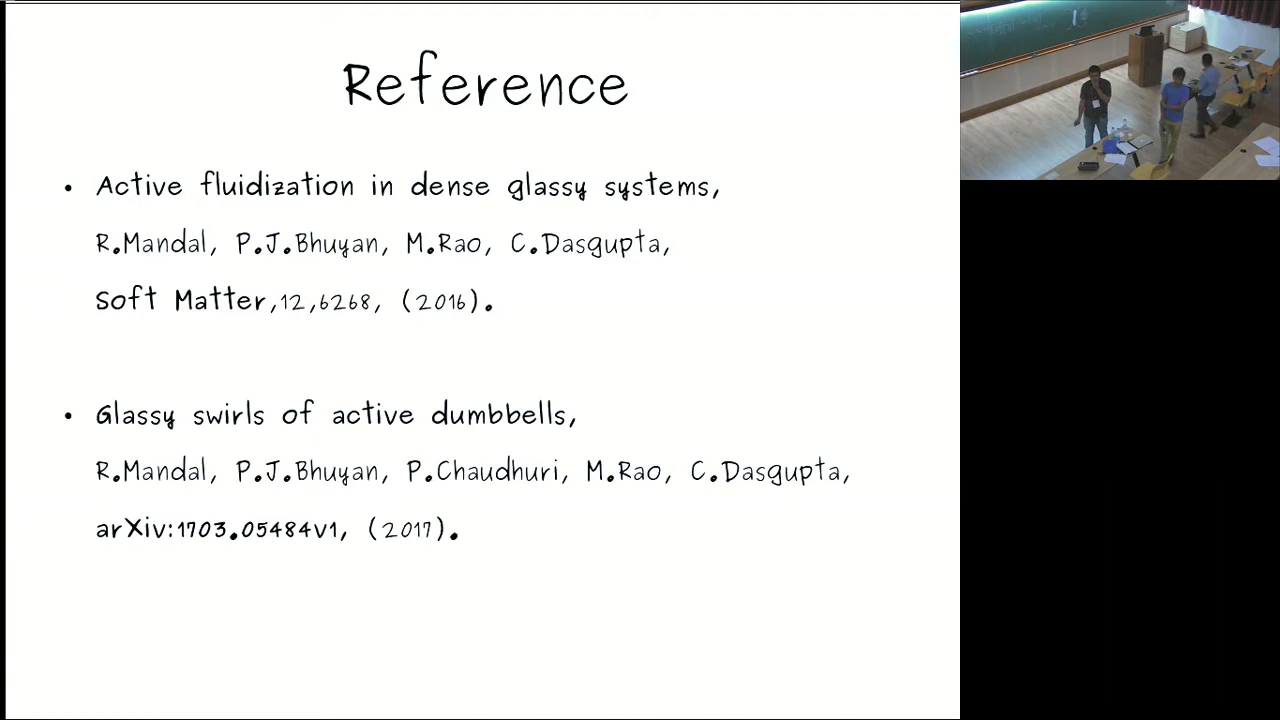 Reference
• Active fluidization in dense glassy systems,
R.Mandal, P.J.Bhuyan, M.Rao, C.Dasgupta,
Soft Matter,12,6268, (2016).
• Glassy swirls of active dumbbells,
R.Mandal, P.J.Bhuyan, P.Chaudhuri, M.Rao, C.Dasgupta,
arXiv:1703.05484v1, (2017).